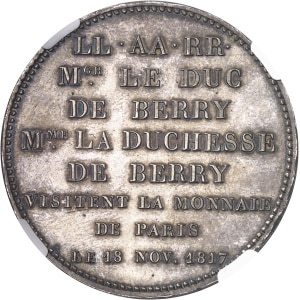 LL·AA·RR·
MGR LE DUC
DE BERRY
MME LA DUCHESSE
DE BERRY
VISITENT LA MONNAIE
DE PARIS
LE 18 NOV. 1817.